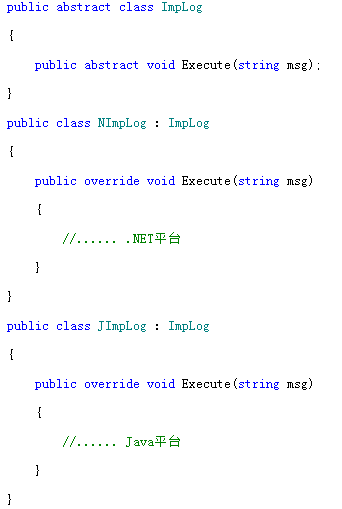 public abstract class ImpLog
{
    public abstract void Execute(string msg);
}
public class NImpLog : ImpLog
{
    public override void Execute(string msg)
    {
        //...... .NET平台
    }
}
public class JImpLog : ImpLog
{
    public override void Execute(string msg)
    {
        //...... Java平台
    }
}